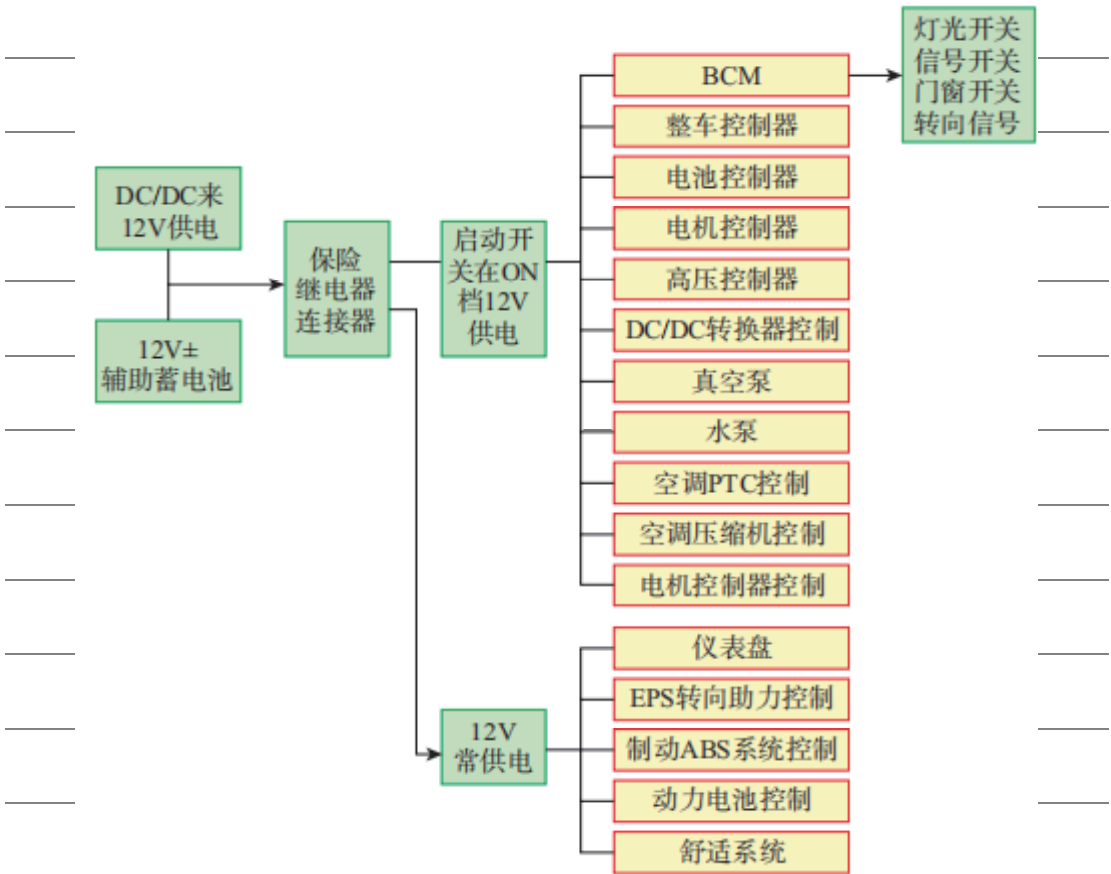 DC/DC来
12V供电
12V±
辅助蓄电池
保险
继电器
连接器
启动开
关在ON
档12V
供电
BCM
整车控制器
电池控制器
电机控制器
高压控制器
DC/DC转换器控制
真空泵
水泵
空调PTC控制
空调压缩机控制
电机控制器控制
灯光开关
信号开关
门窗开关
转向信号
12V
常供电
仪表盘
EPS转向助力控制
制动ABS系统控制
动力电池控制
舒适系统